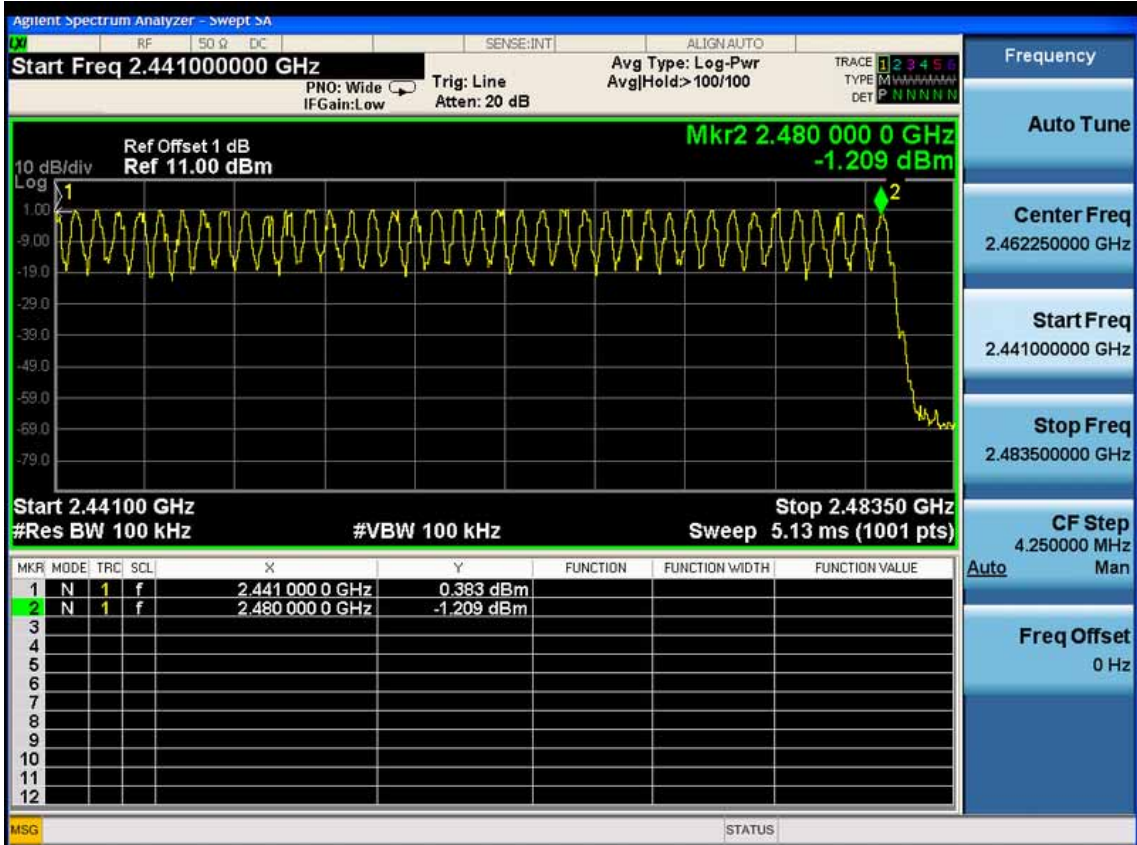 Agilent Spectrum Analyzer - Swept SA
LXI RF 50 Ω DC SENSE:INT ALIGN AUTO
Start Freq 2.441000000 GHz
PNO: Wide
IFGain:Low
Trig: Line
Atten: 20 dB
Avg Type: Log-Pwr
Avg|Hold:> 100/100
TRACE 1 2 3 4 5 6
TYPE M WWWWW
DET P N N N N N
Mkr2 2.480 000 0 GHz
-1.209 dBm
Ref Offset 1 dB
10 dB/div Ref 11.00 dBm
Log
1
2
1.00
-9.00
-19.0
-29.0
-39.0
-49.0
-59.0
-69.0
-79.0
Start 2.44100 GHz Stop 2.48350 GHz
#Res BW 100 kHz #VBW 100 kHz Sweep 5.13 ms (1001 pts)
MKR MODE TRC SCL X Y FUNCTION FUNCTION WIDTH FUNCTION VALUE
1 N 1 f 2.441 000 0 GHz 0.383 dBm
2 N 1 f 2.480 000 0 GHz -1.209 dBm
3
4
5
6
7
8
9
10
11
12
MSG STATUS
Frequency
Auto Tune
Center Freq
2.462250000 GHz
Start Freq
2.441000000 GHz
Stop Freq
2.483500000 GHz
CF Step
4.250000 MHz
Auto Man
Freq Offset
0 Hz